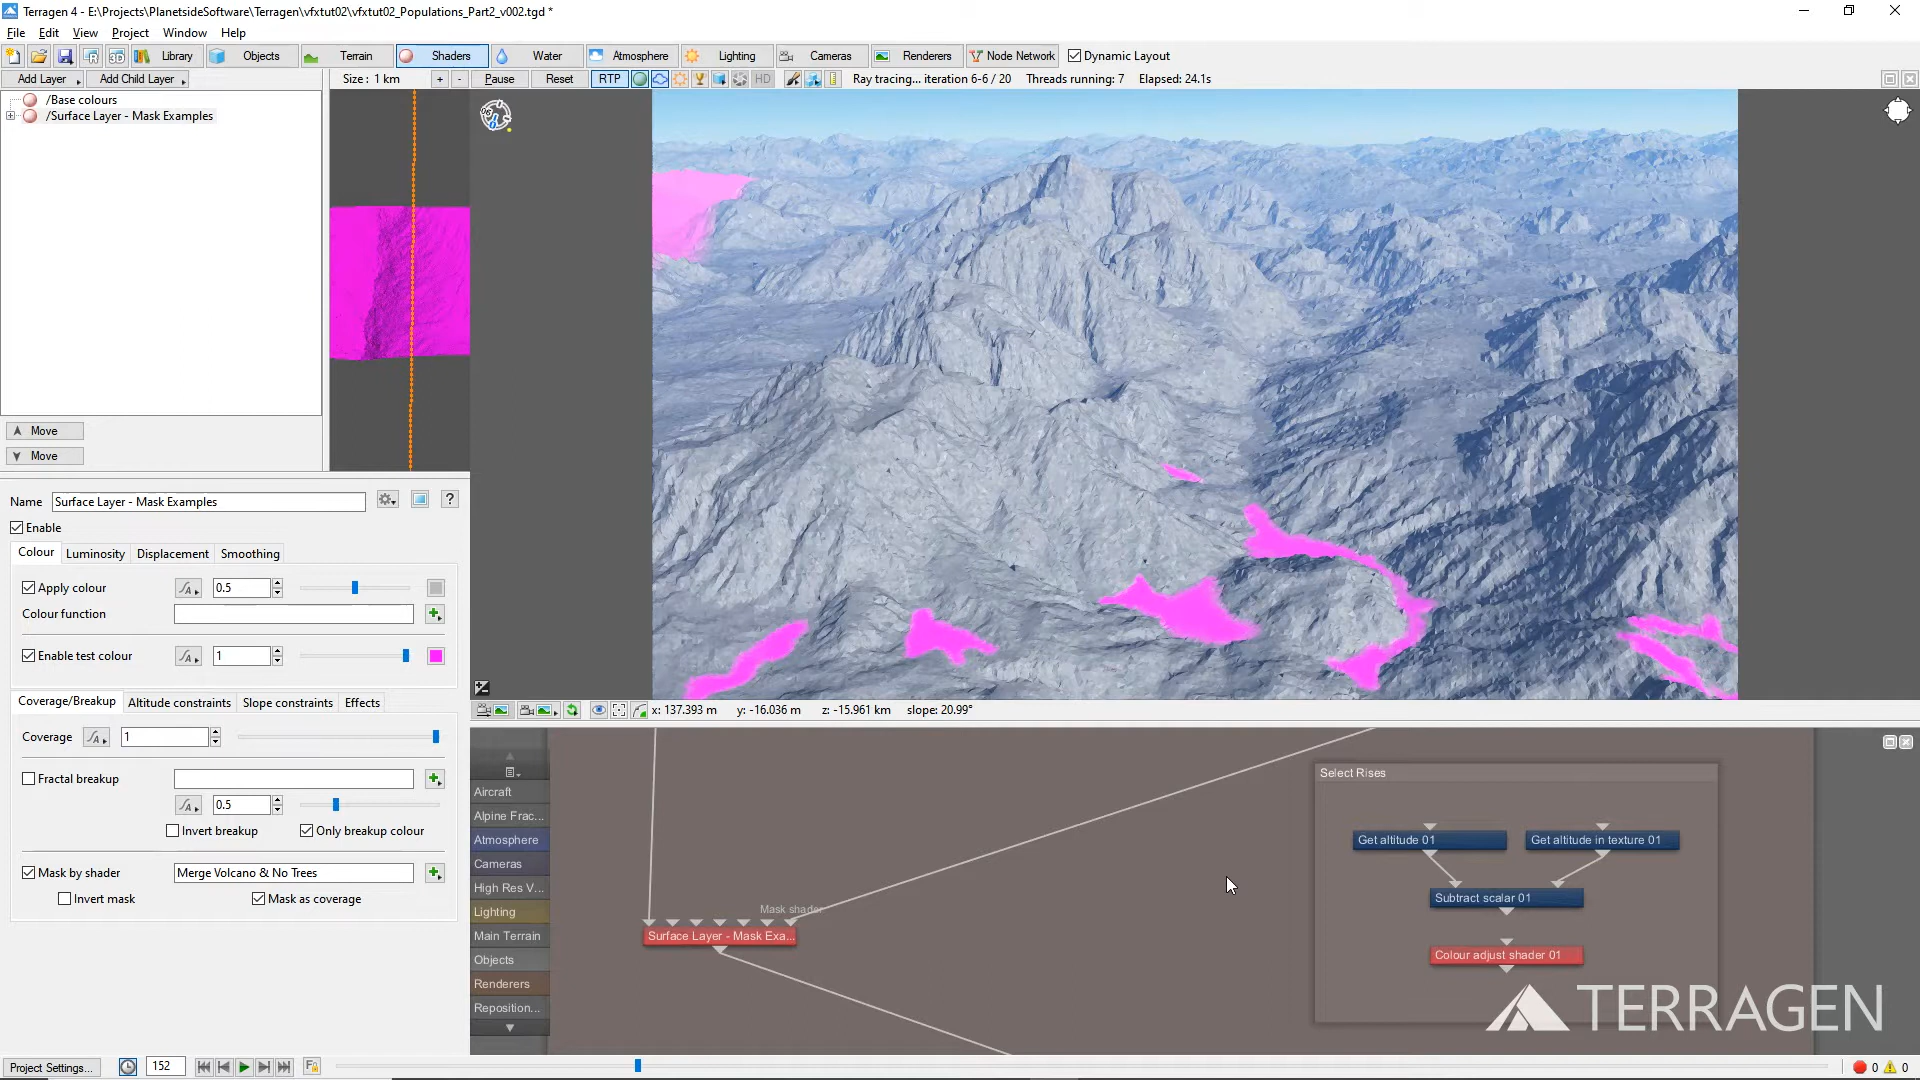 Terragen 4 - E:\Projects\PlanetsideSoftware\Terragen\vfxtut02\vfxtut02_Populations_Part2_v002.tgd *
File Edit View Project Window Help
Library Objects Terrain Shaders Water Atmosphere Lighting Cameras Renderers Node Network Dynamic Layout
Add Layer Add Child Layer Size : 1 km + - Pause Reset RTP HD Ray tracing... iteration 6-6 / 20 Threads running: 7 Elapsed: 24.1s
/Base colours
/Surface Layer - Mask Examples
Move
Move
Name Surface Layer - Mask Examples ?
Enable
Colour Luminosity Displacement Smoothing
Apply colour 0.5
Colour function
Enable test colour 1
Coverage/Breakup Altitude constraints Slope constraints Effects
Coverage 1
Fractal breakup
0.5
Invert breakup Only breakup colour
Mask by shader Merge Volcano & No Trees
Invert mask Mask as coverage
x: 137.393 m y: -16.036 m z: -15.961 km slope: 20.99°
Aircraft
Alpine Frac...
Atmosphere
Cameras
High Res V...
Lighting
Main Terrain
Objects
Renderers
Reposition...
Mask shader
Surface Layer - Mask Exa...
Select Rises
Get altitude 01 Get altitude in texture 01
Subtract scalar 01
Colour adjust shader 01
TERRAGEN
Project Settings... 152 0 0